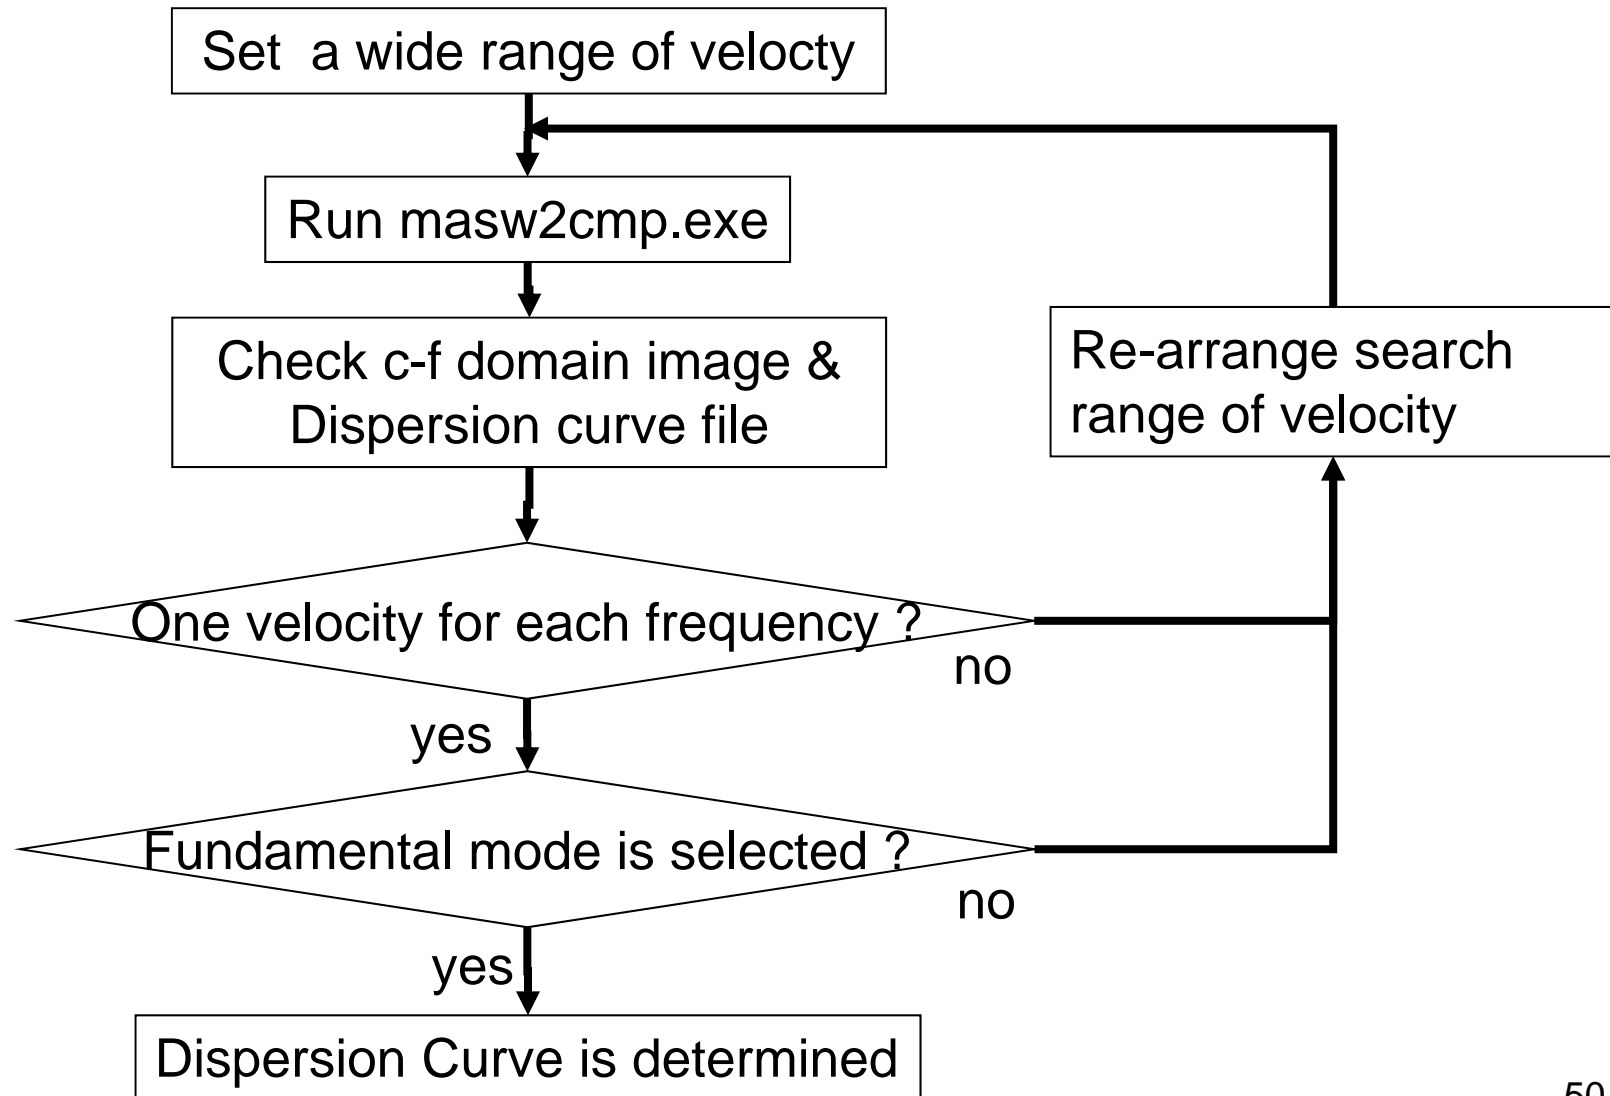 Set a wide range of velocty
Run masw2cmp.exe
Check c-f domain image &
Dispersion curve file
Re-arrange search
range of velocity
One velocity for each frequency ?
no
yes
Fundamental mode is selected ?
no
yes
Dispersion Curve is determined
50